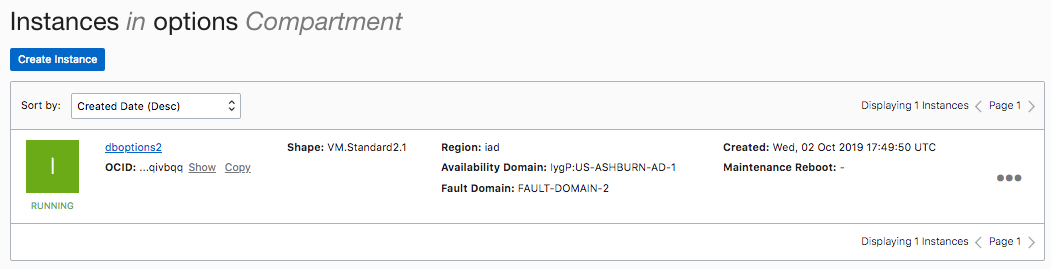 Instances in options Compartment
Create Instance
Sort by: Created Date (Desc) Displaying 1 Instances Page 1
I
RUNNING
dboptions2
OCID: ...qivbqq Show Copy
Shape: VM.Standard2.1
Region: iad
Availability Domain: IygP:US-ASHBURN-AD-1
Fault Domain: FAULT-DOMAIN-2
Created: Wed, 02 Oct 2019 17:49:50 UTC
Maintenance Reboot: -
Displaying 1 Instances Page 1